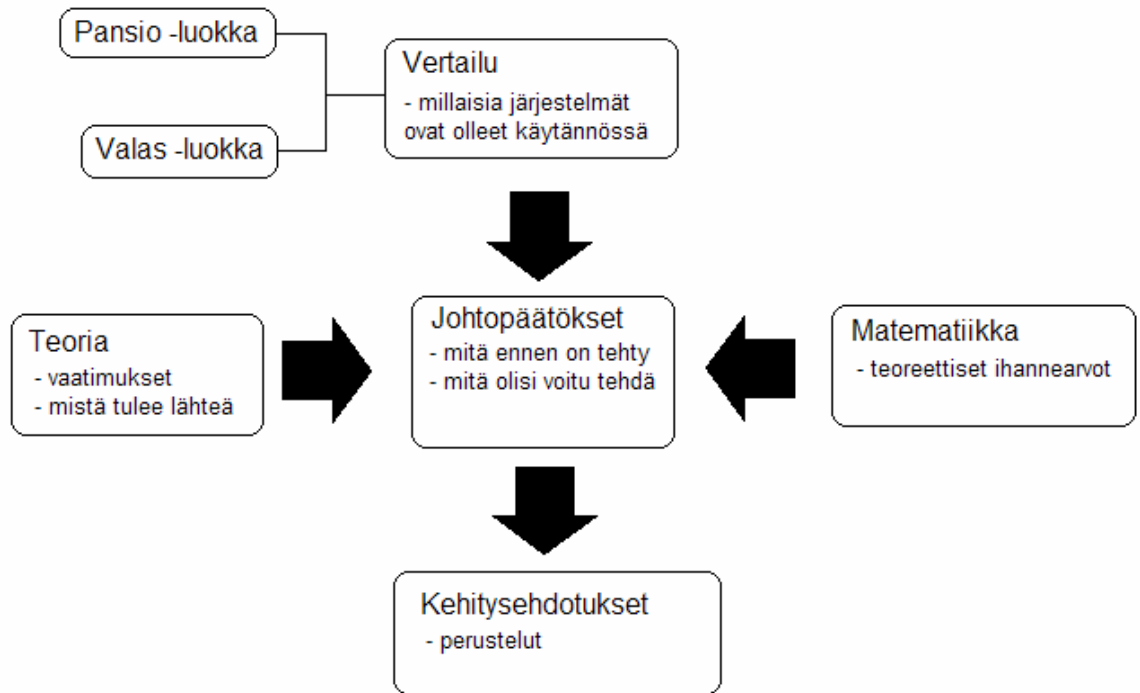 Pansio -luokka
Valas -luokka
Vertailu
- millaisia järjestelmät
ovat olleet käytännössä
Teoria
- vaatimukset
- mistä tulee lähteä
Johtopäätökset
- mitä ennen on tehty
- mitä olisi voitu tehdä
Matematiikka
- teoreettiset ihannearvot
Kehitysehdotukset
- perustelut